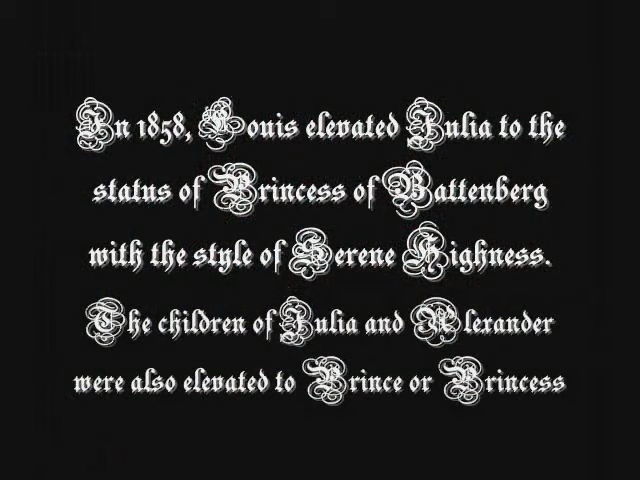 In 1858, Louis elevated Julia to the
status of Princess of Battenberg
with the style of Serene Highness.
The children of Julia and Alexander
were also elevated to Prince or Princess